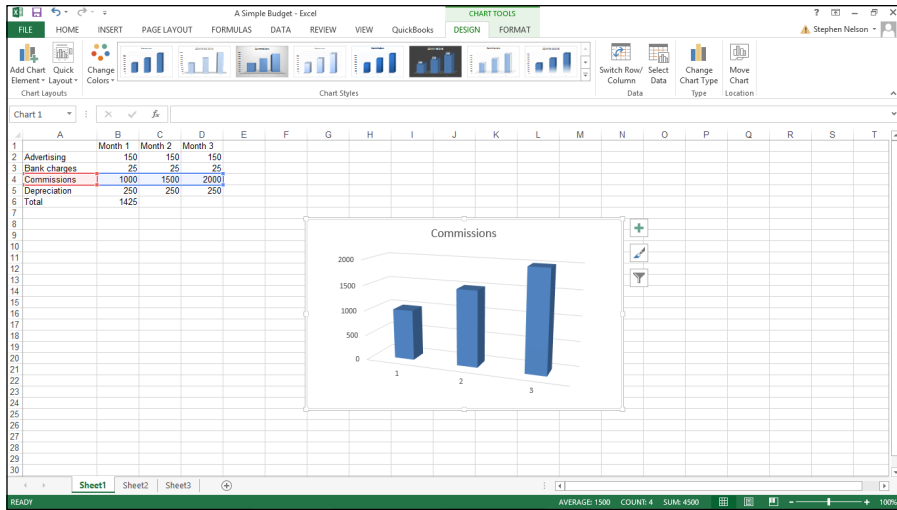 A Simple Budget - Excel
CHART TOOLS
?
FILE HOME INSERT PAGE LAYOUT FORMULAS DATA REVIEW VIEW QuickBooks DESIGN FORMAT Stephen Nelson
Add Chart Element Quick Layout Change Colors Switch Row/ Column Select Data Change Chart Type Move Chart
Chart Layouts Chart Styles Data Type Location
Chart 1 fx
A B C D E F G H I J K L M N O P Q R S T
1 Month 1 Month 2 Month 3
2 Advertising 150 150 150
3 Bank charges 25 25 25
4 Commissions 1000 1500 2000
5 Depreciation 250 250 250
6 Total 1425
7
8
9
10
11
12
13
14
15
16
17
18
19
20
21
22
23
24
25
26
27
28
29
30
Commissions
2000
1500
1000
500
0
1
2
3
Sheet1 Sheet2 Sheet3
READY AVERAGE: 1500 COUNT: 4 SUM: 4500 - + 100%